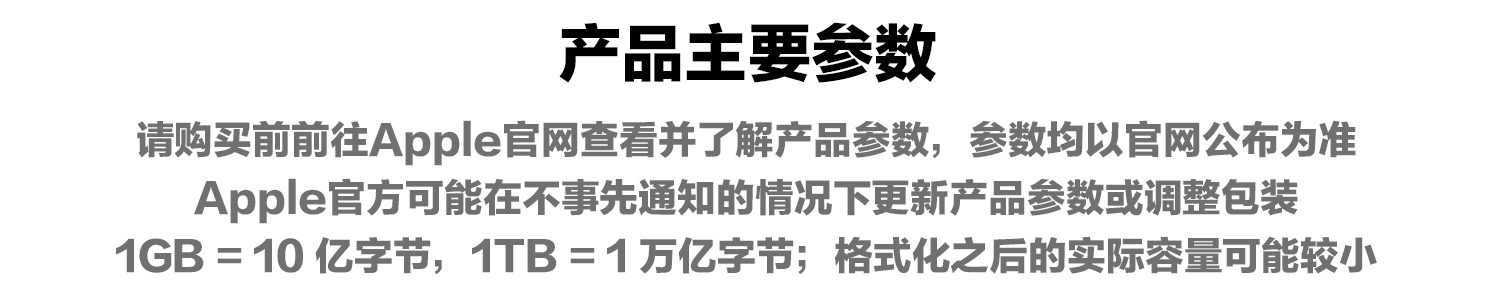 产品主要参数
请购买前前往Apple官网查看并了解产品参数，参数均以官网公布为准
Apple官方可能在不事先通知的情况下更新产品参数或调整包装
1GB = 10 亿字节，1TB = 1 万亿字节；格式化之后的实际容量可能较小